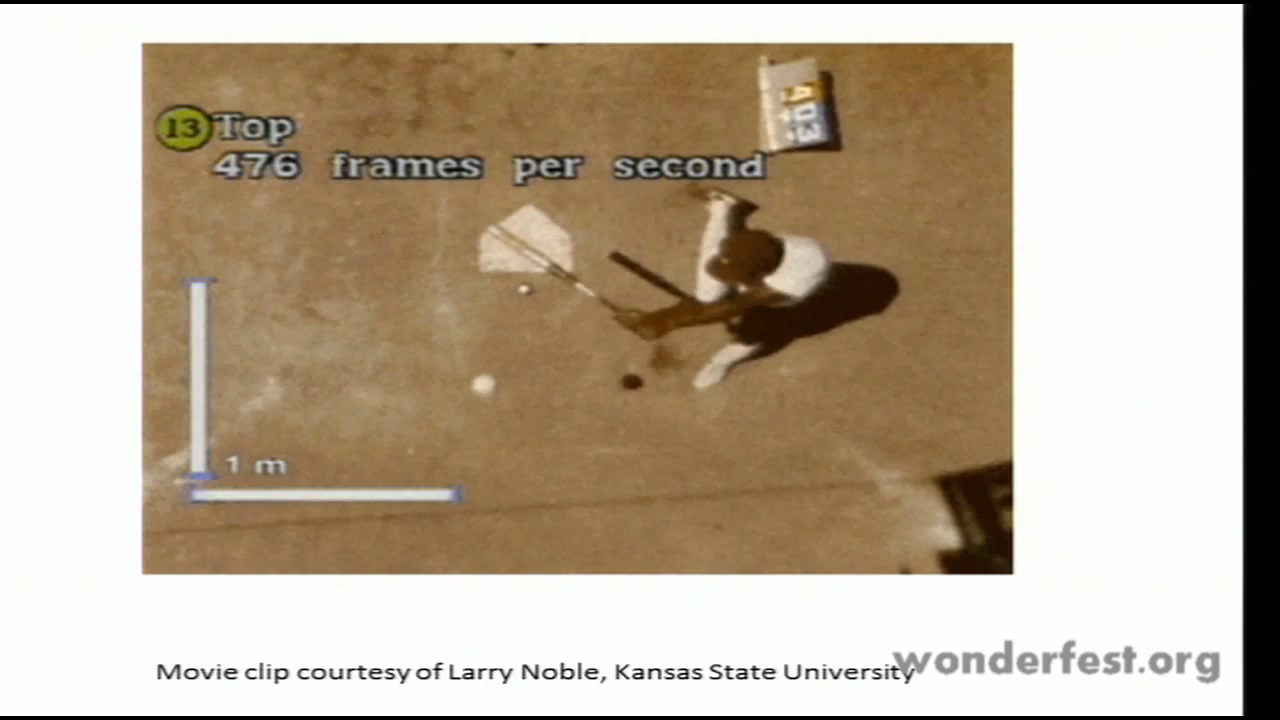 13 Top
476 frames per second
1 m
Movie clip courtesy of Larry Noble, Kansas State University
wonderfest.org